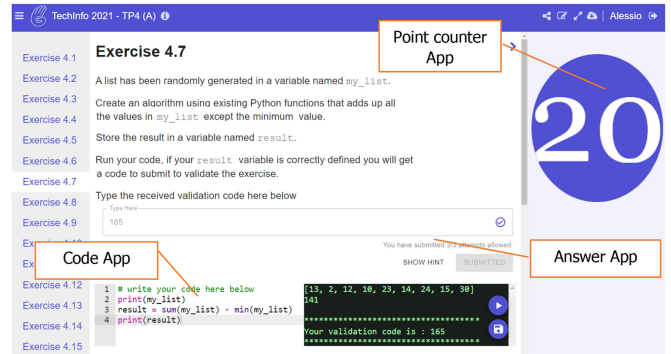 TechInfo 2021 - TP4 (A)
Alessio
Exercise 4.1
Exercise 4.2
Exercise 4.3
Exercise 4.4
Exercise 4.5
Exercise 4.6
Exercise 4.7
Exercise 4.8
Exercise 4.9
Exercise 4.12
Exercise 4.13
Exercise 4.14
Exercise 4.15
Exercise 4.7
A list has been randomly generated in a variable named my_list.
Create an algorithm using existing Python functions that adds up all
the values in my_list except the minimum value.
Store the result in a variable named result.
Run your code, if your result variable is correctly defined you will get
a code to submit to validate the exercise.
Type the received validation code here below
Type Here
165
You have submitted 3/3 attempts allowed.
SHOW HINT SUBMITTED
1 # write your code here below
2 print(my_list)
3 result = sum(my_list) - min(my_list)
4 print(result)
[13, 2, 12, 10, 23, 14, 24, 15, 30]
141
***********************************
Your validation code is : 165
***********************************
Point counter
App
20
Code App
Answer App